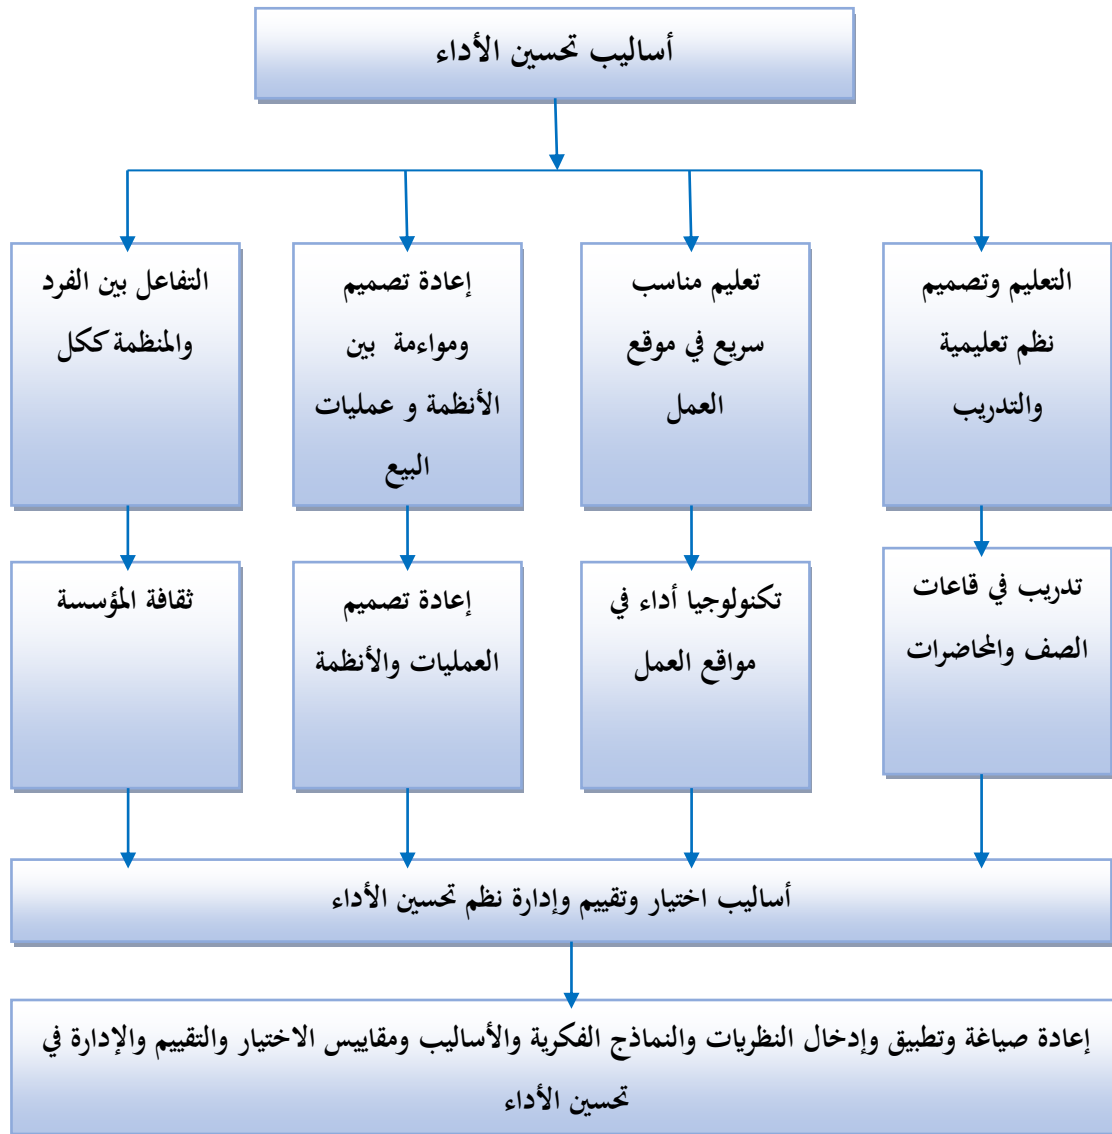 أساليب تحسين الأداء
التعليم وتصميم
نظم تعليمية
والتدريب
تعليم مناسب
سريع في موقع
العمل
إعادة تصميم
ومواءمة بين
الأنظمة و عمليات
البيع
التفاعل بين الفرد
والمنظمة ككل
تدريب في قاعات
الصف والمحاضرات
تكنولوجيا أداء في
مواقع العمل
إعادة تصميم
العمليات والأنظمة
ثقافة المؤسسة
أساليب اختيار وتقييم وإدارة نظم تحسين الأداء
إعادة صياغة وتطبيق وإدخال النظريات والنماذج الفكرية والأساليب ومقاييس الاختيار والتقييم والإدارة في
تحسين الأداء